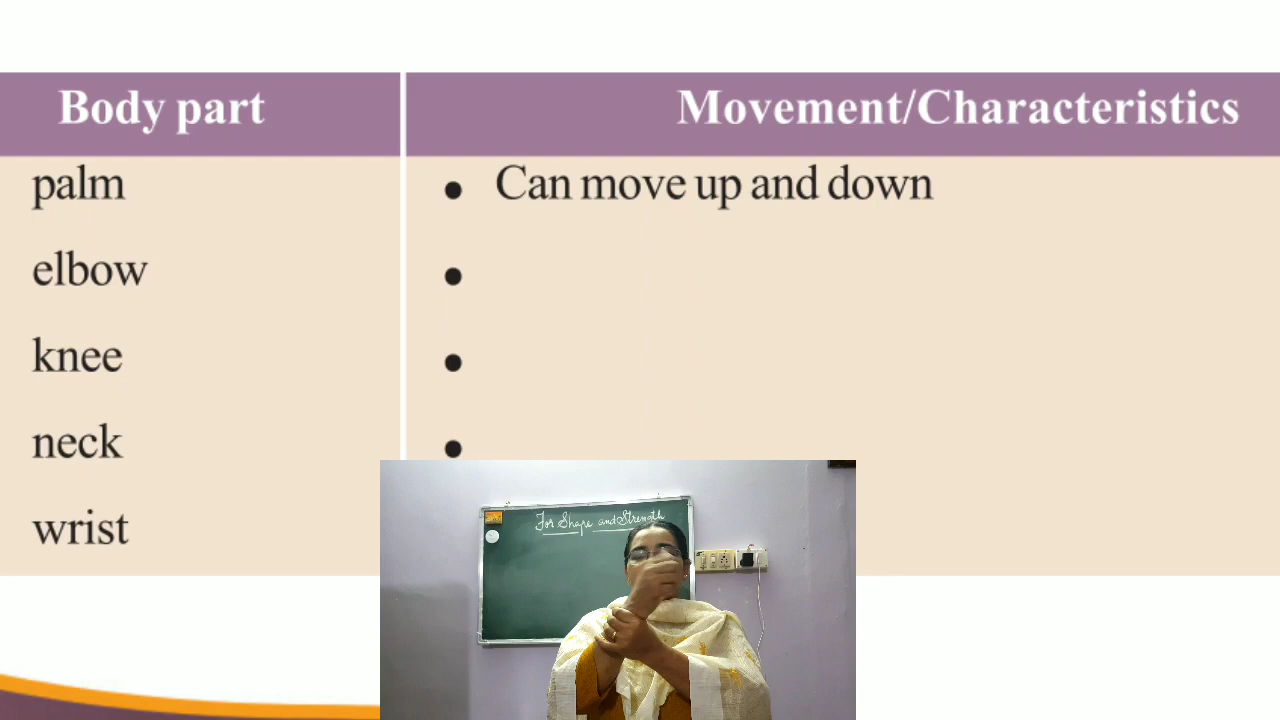 Body part Movement/Characteristics
palm • Can move up and down
elbow •
knee •
neck •
wrist
For Shape and Strength